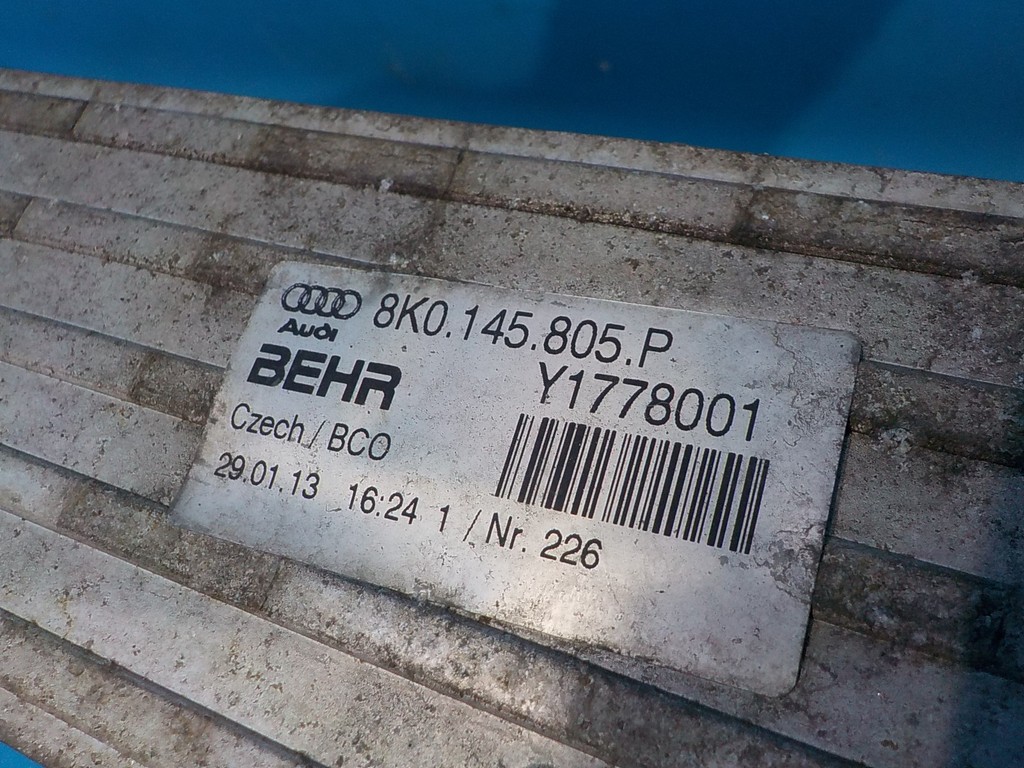 Audi 8K0.145.805.P
BEHR Y1778001
Czech / BCO
29.01.13 16:24 1 / Nr. 226